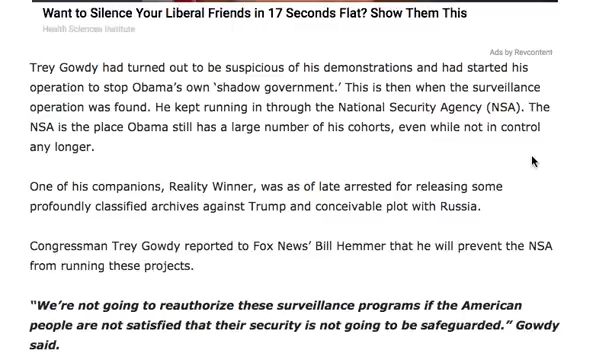 Want to Silence Your Liberal Friends in 17 Seconds Flat? Show Them This
Health Sciences Institute
Ads by Revcontent
Trey Gowdy had turned out to be suspicious of his demonstrations and had started his
operation to stop Obama's own ‘shadow government.’ This is then when the surveillance
operation was found. He kept running in through the National Security Agency (NSA). The
NSA is the place Obama still has a large number of his cohorts, even while not in control
any longer.
One of his companions, Reality Winner, was as of late arrested for releasing some
profoundly classified archives against Trump and conceivable plot with Russia.
Congressman Trey Gowdy reported to Fox News’ Bill Hemmer that he will prevent the NSA
from running these projects.
“We’re not going to reauthorize these surveillance programs if the American
people are not satisfied that their security is not going to be safeguarded.” Gowdy
said.